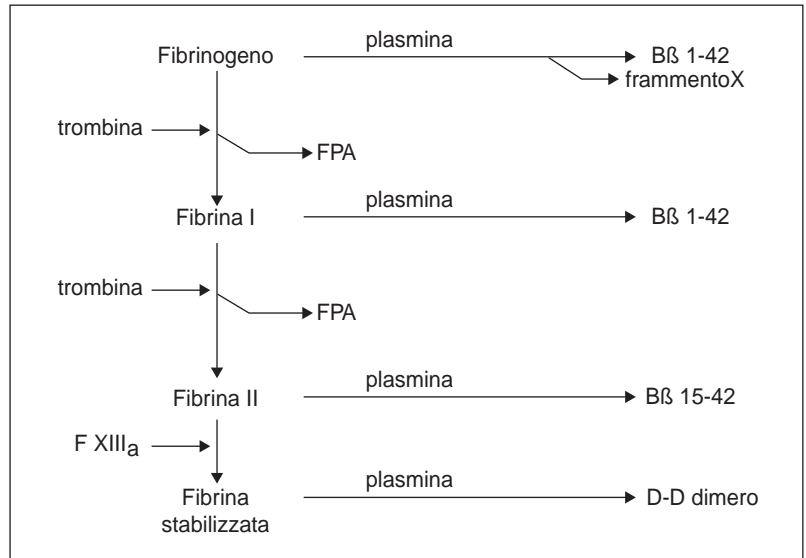 Fibrinogeno plasmina Bß 1-42
frammentoX
trombina
FPA
Fibrina I plasmina Bß 1-42
trombina
FPA
Fibrina II plasmina Bß 15-42
F XIIIa
Fibrina stabilizzata plasmina D-D dimero